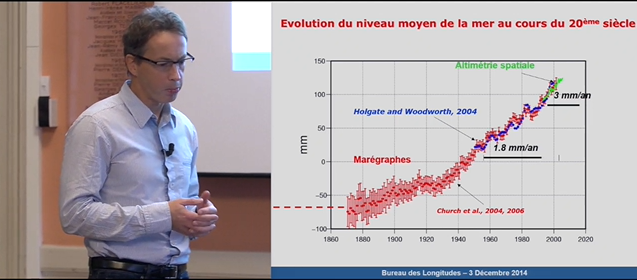 Evolution du niveau moyen de la mer au cours du 20ème siècle
150
Altimétrie spatiale
100
3 mm/an
Holgate and Woodworth, 2004
50
1.8 mm/an
mm
0
Marégraphes
-50
Church et al., 2004, 2006
-100
1860 1880 1900 1920 1940 1960 1980 2000 2020
Bureau des Longitudes – 3 Décembre 2014